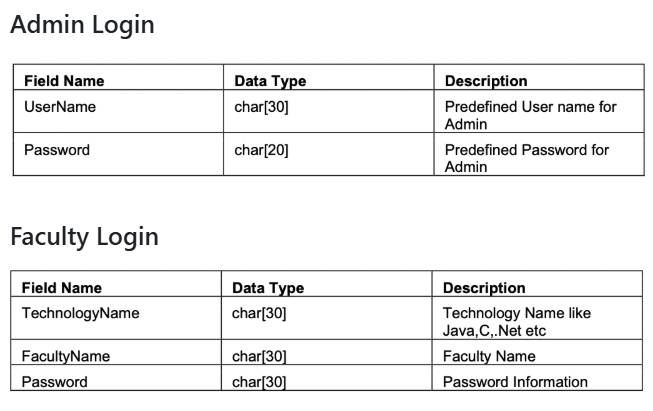 Admin Login
Field Name Data Type Description
UserName char[30] Predefined User name for
Admin
Password char[20] Predefined Password for
Admin
Faculty Login
Field Name Data Type Description
TechnologyName char[30] Technology Name like
Java,C,.Net etc
FacultyName char[30] Faculty Name
Password char[30] Password Information